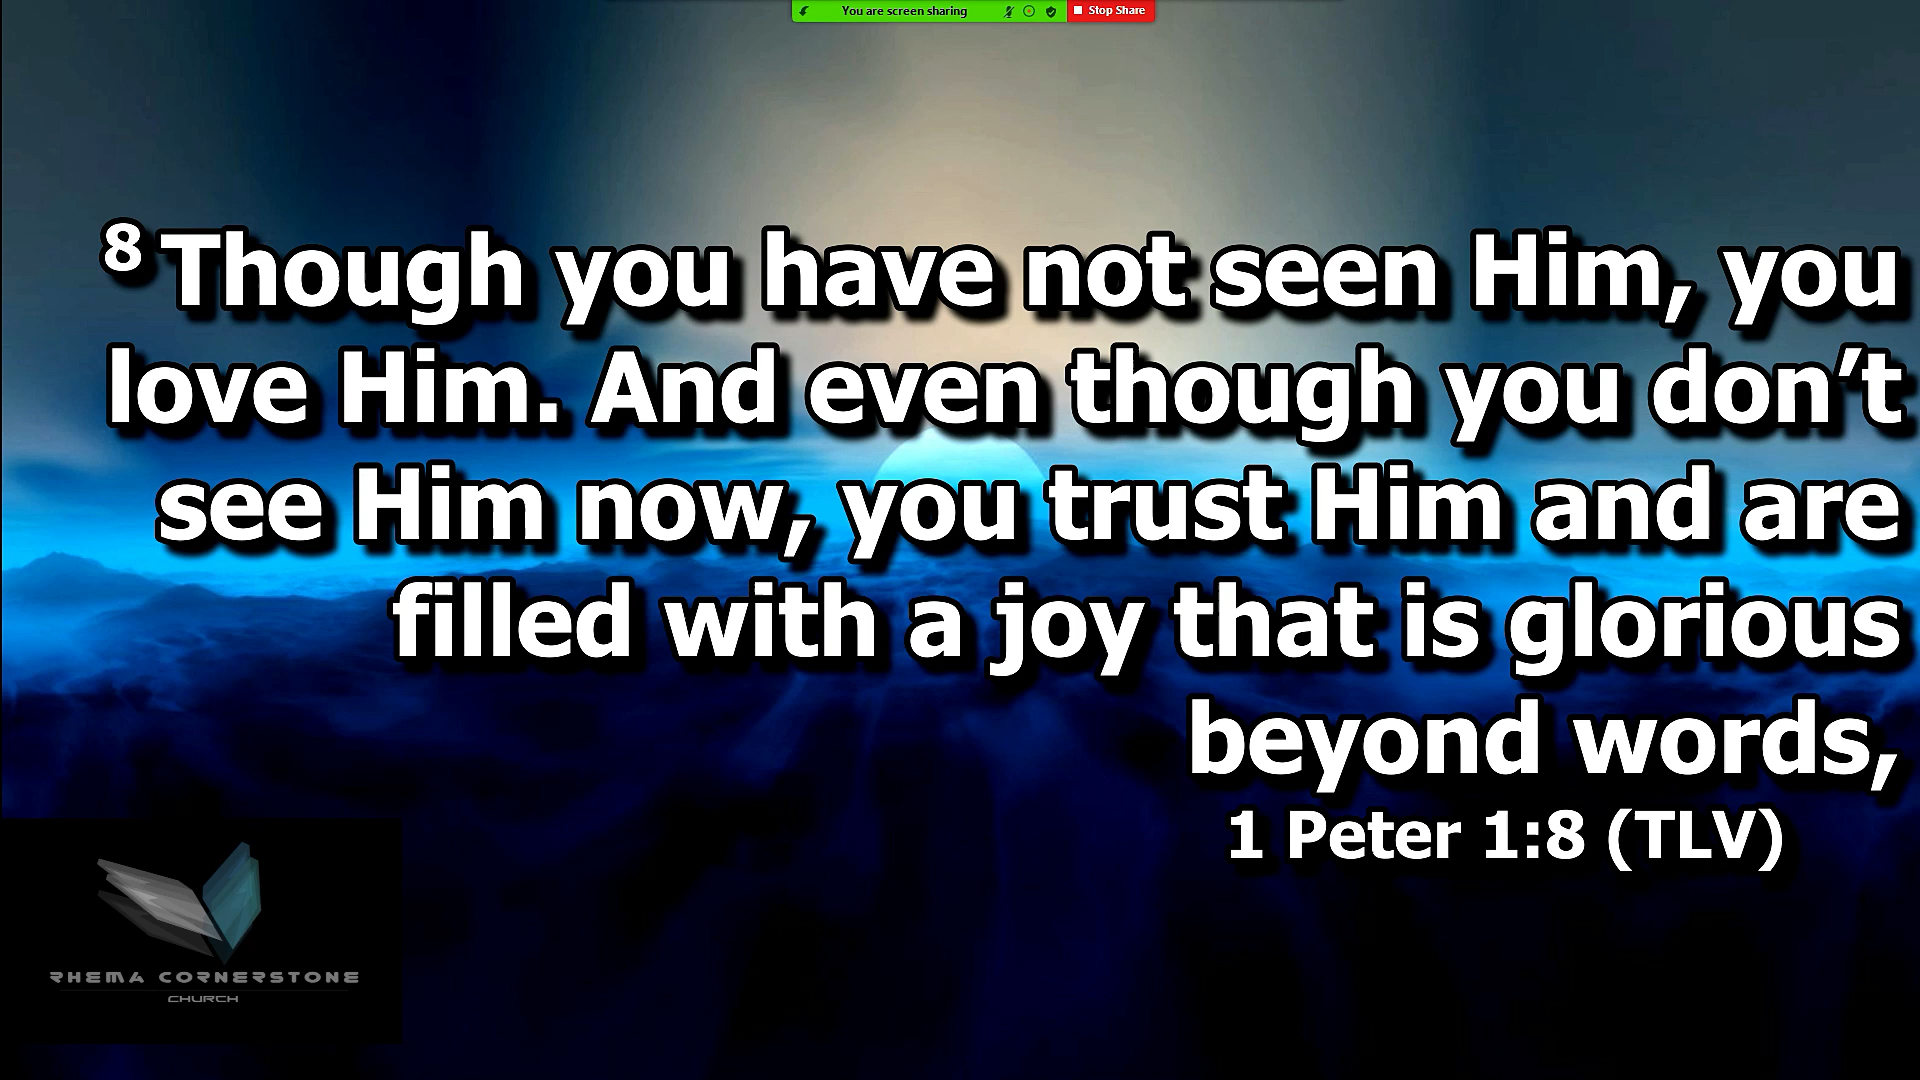 You are screen sharing
Stop Share
8 Though you have not seen Him, you
love Him. And even though you don’t
see Him now, you trust Him and are
filled with a joy that is glorious
beyond words,
1 Peter 1:8 (TLV)
RHEMA CORNERSTONE
CHURCH